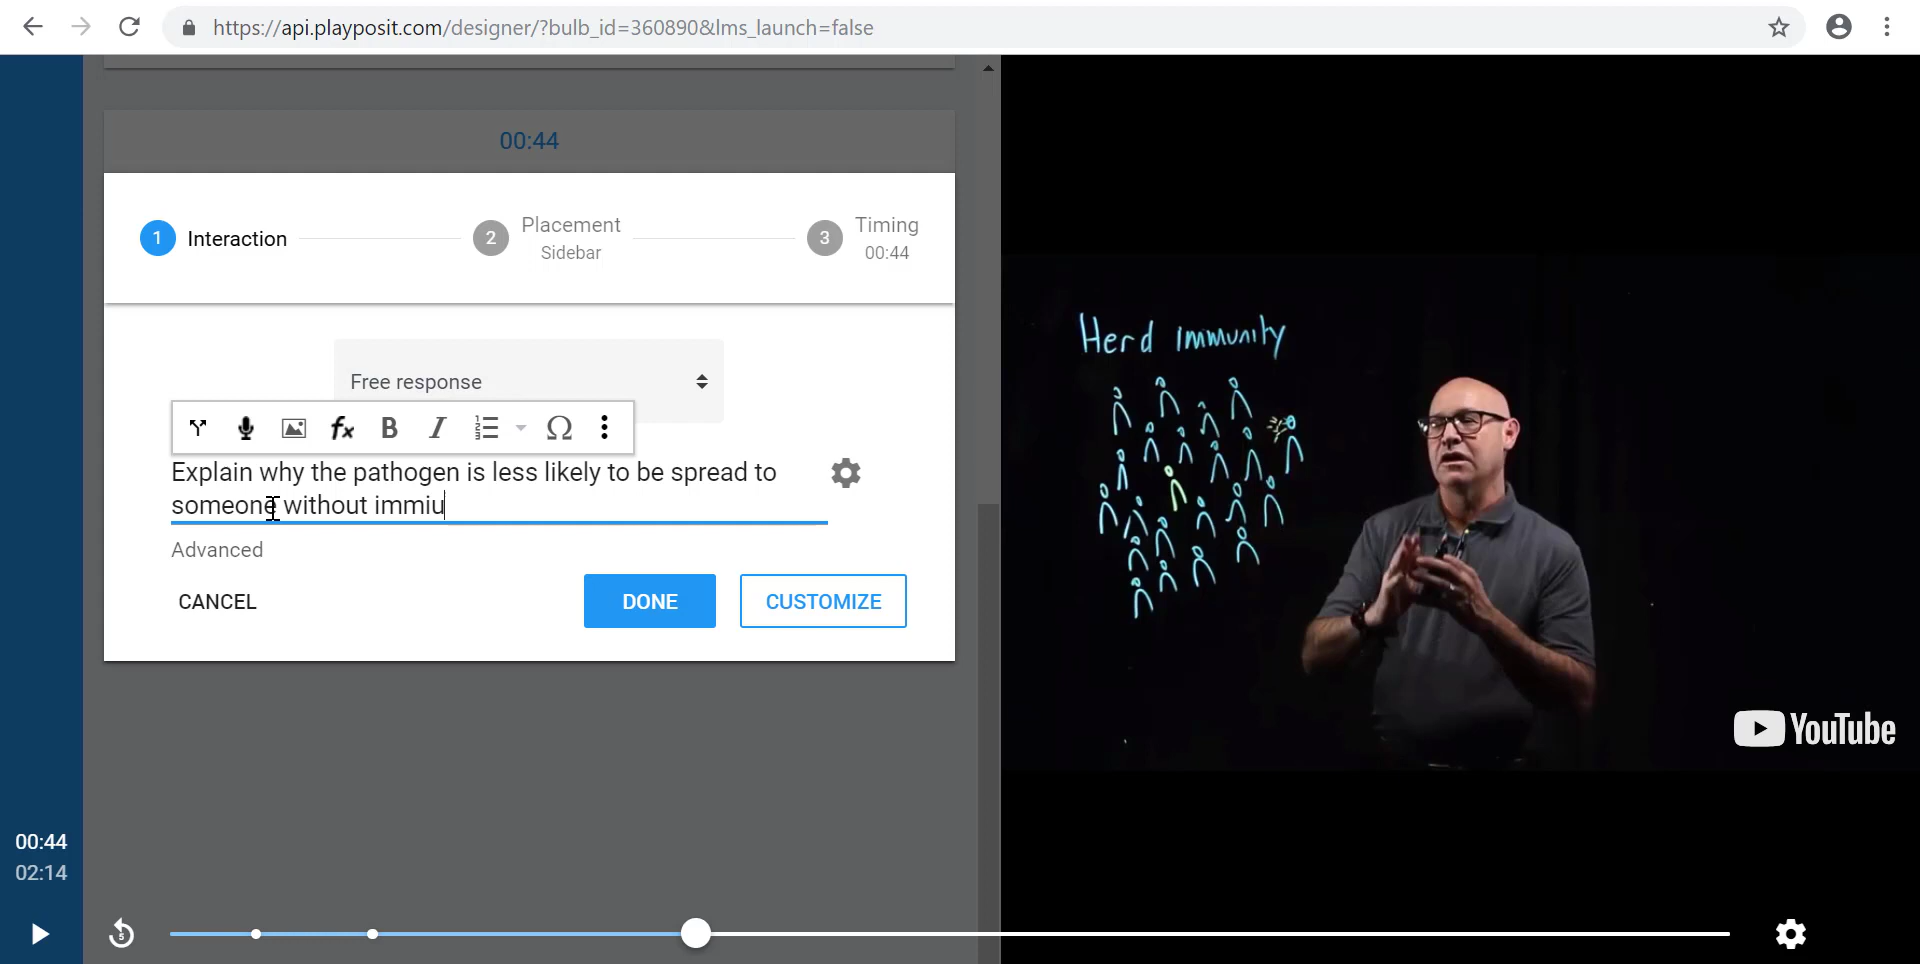 https://api.playposit.com/designer/?bulb_id=360890&lms_launch=false
00:44
1 Interaction
2 Placement
Sidebar
3 Timing
00:44
Free response
fx B I Ω
Explain why the pathogen is less likely to be spread to
someone without immiu
Advanced
CANCEL DONE CUSTOMIZE
Herd immunity
YouTube
00:44
02:14
5